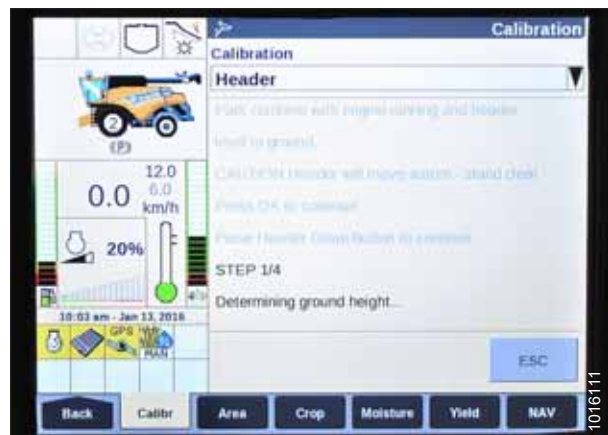 Calibration
Calibration
Header
Park combine with engine running and header
level to ground.
CAUTION Header will move autom - stand clear
Press OK to continue
Press Header Down Button to continue
STEP 1/4
Determining ground height...
ESC
2
(P)
12.0
0.0
6.0
km/h
20%
10:03 am - Jan 13, 2016
GPS
MAN
Back
Calibr
Area
Crop
Moisture
Yield
NAV
1016111